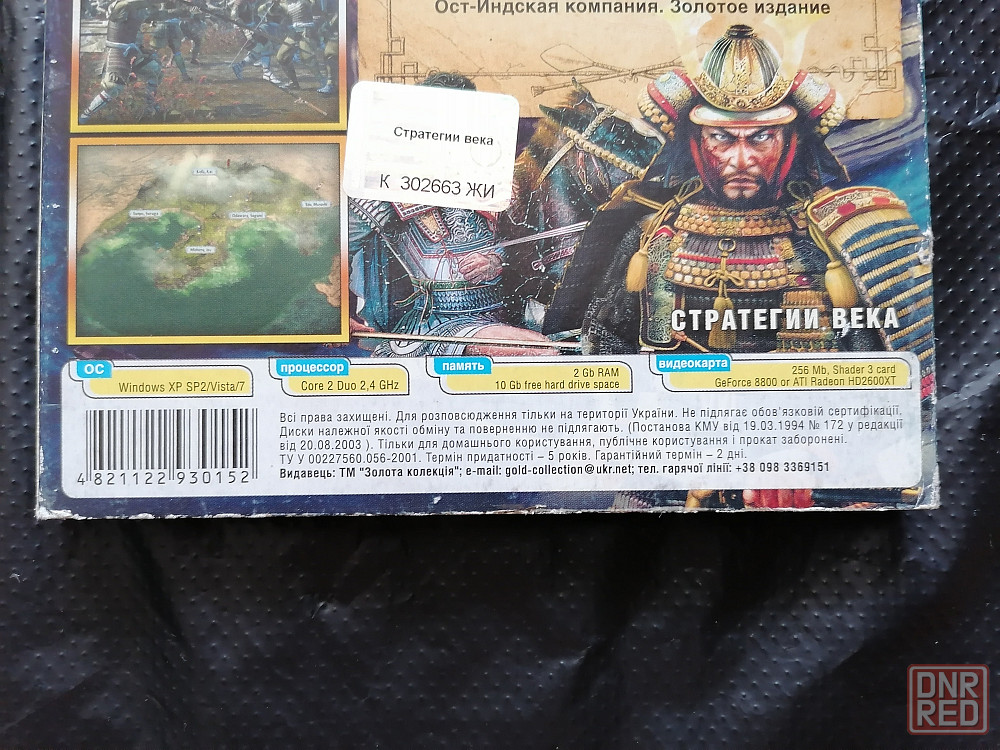 Ост-Индская компания. Золотое издание
Стратегии века
К 302663 ЖИ
СТРАТЕГИИ ВЕКА
ОС
Windows XP SP2/Vista/7
процессор
Core 2 Duo 2,4 GHz
память
2 Gb RAM
10 Gb free hard drive space
видеокарта
256 Mb, Shader 3 card
GeForce 8800 or ATI Radeon HD2600XT
Всі права захищені. Для розповсюдження тільки на території України. Не підлягає обов'язковій сертифікації.
Диски належної якості обміну та поверненню не підлягають. (Постанова КМУ від 19.03.1994 № 172 у редакції
від 20.08.2003 ). Тільки для домашнього користування, публічне користування і прокат заборонені.
ТУ У 00227560.056-2001. Термін придатності – 5 років. Гарантійний термін – 2 дні.
Видавець: ТМ "Золота колекція"; e-mail: gold-collection@ukr.net; тел. гарячої лінії: +38 098 3369151
4 821122 930152
DNR
RED